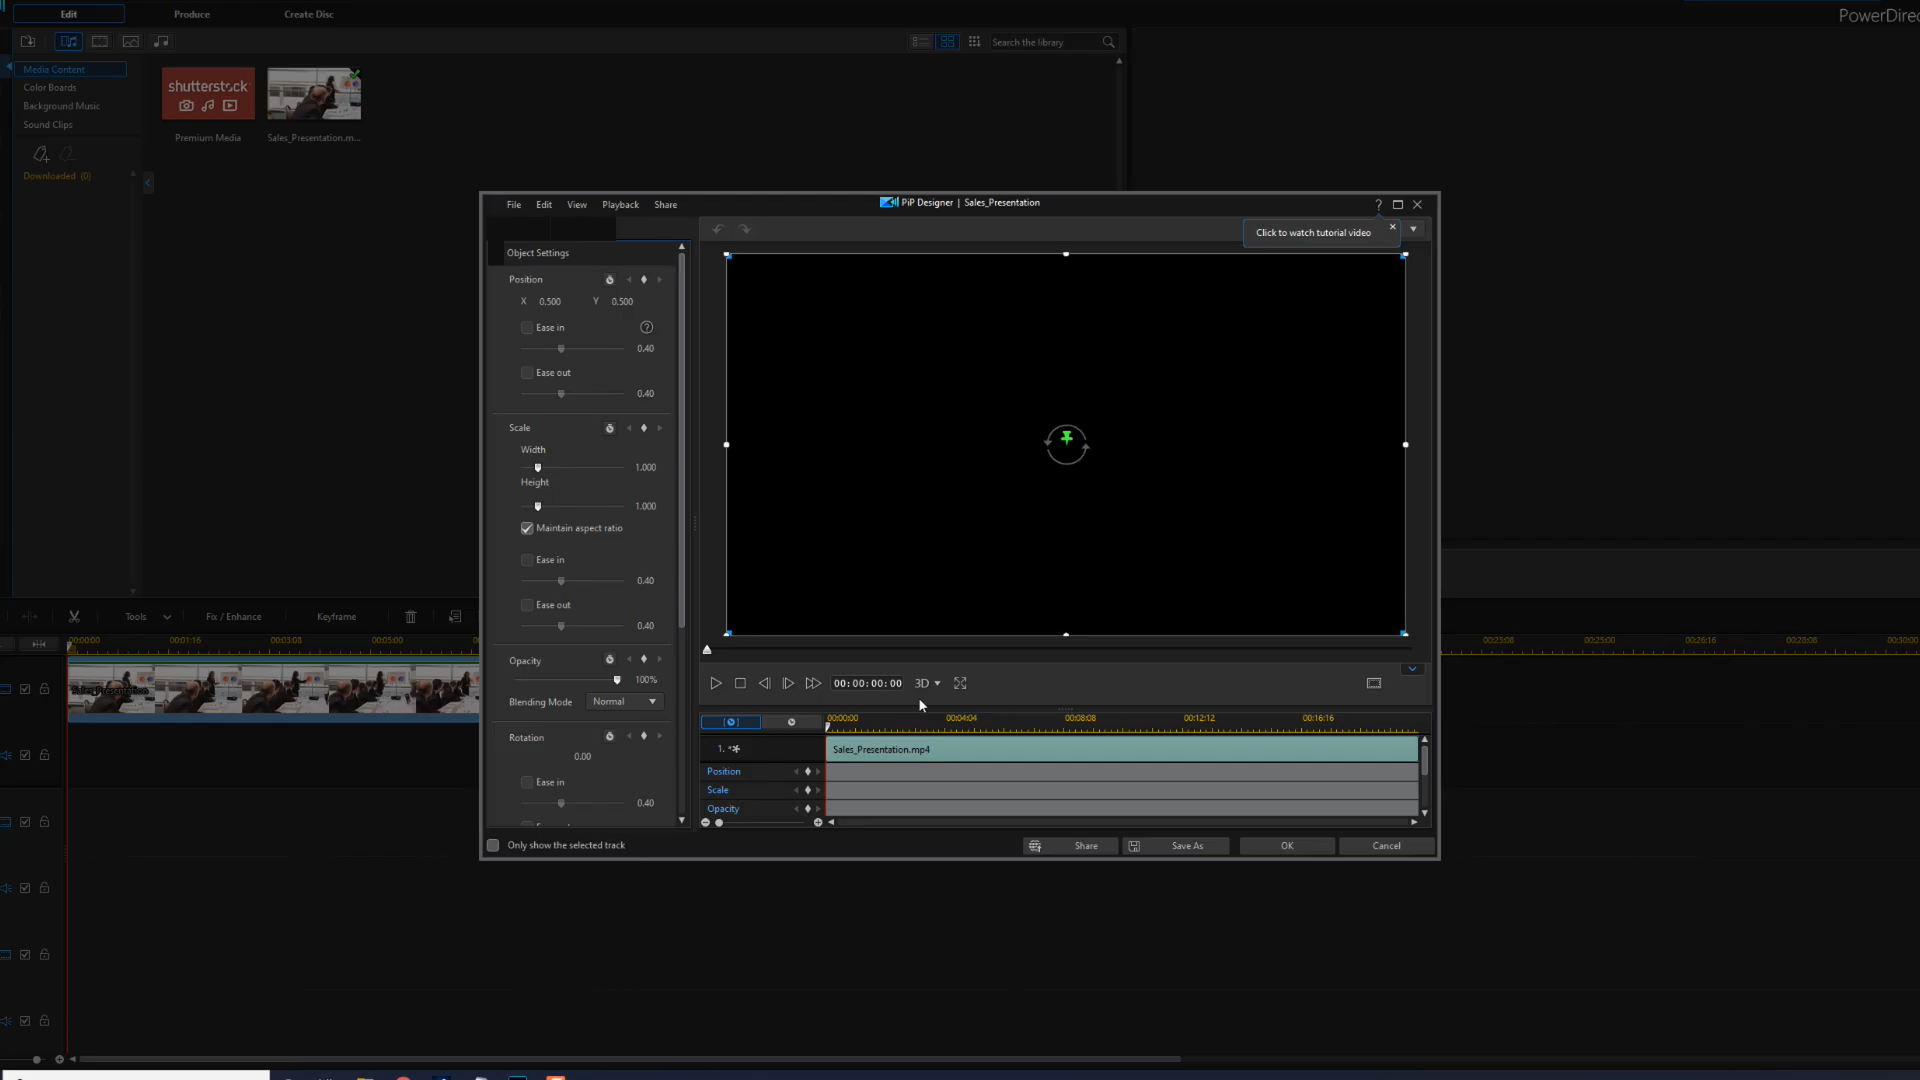 Edit
Produce
Create Disc
PowerDirec
Search the library
Media Content
Color Boards
Background Music
Sound Clips
Downloaded (0)
shutterstock
Premium Media
Sales_Presentation.m...
File
Edit
View
Playback
Share
PiP Designer | Sales_Presentation
?
Click to watch tutorial video
Object Settings
Position
X 0.500 Y 0.500
Ease in
?
0.40
Ease out
0.40
Scale
Width
1.000
Height
1.000
Maintain aspect ratio
Ease in
0.40
Ease out
0.40
Opacity
100%
Blending Mode
Normal
Rotation
0.00
Ease in
0.40
00:00:00:00
3D
00:00:00
00:04:04
00:08:08
00:12:12
00:16:16
1.
Sales_Presentation.mp4
Position
Scale
Opacity
Only show the selected track
Share
Save As
OK
Cancel
Tools
Fix / Enhance
Keyframe
00:00:00
00:01:16
00:03:08
00:05:00
00:23:08
00:25:00
00:26:16
00:28:08
00:30:00
Sales_Presentation